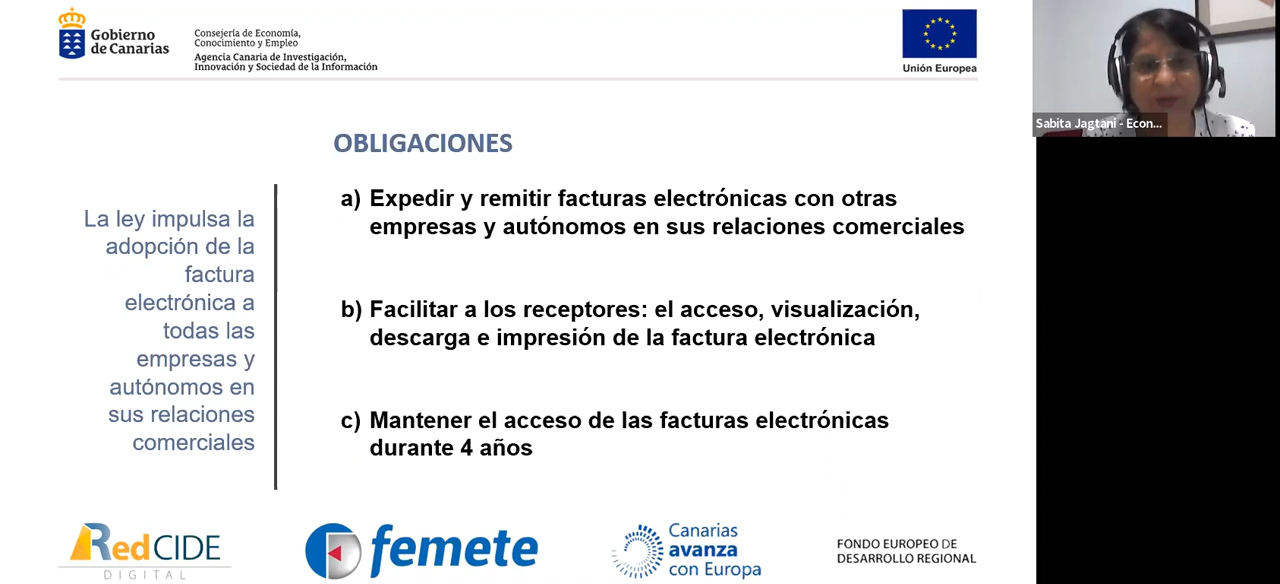 Gobierno
de Canarias
Consejería de Economía,
Conocimiento y Empleo
Agencia Canaria de Investigación,
Innovación y Sociedad de la Información
Unión Europea
Sabita Jagtani - Econ...
OBLIGACIONES
La ley impulsa la
adopción de la
factura
electrónica a
todas las
empresas y
autónomos en
sus relaciones
comerciales
a) Expedir y remitir facturas electrónicas con otras
empresas y autónomos en sus relaciones comerciales
b) Facilitar a los receptores: el acceso, visualización,
descarga e impresión de la factura electrónica
c) Mantener el acceso de las facturas electrónicas
durante 4 años
RedCIDE
DIGITAL
femete
Canarias
avanza
con Europa
FONDO EUROPEO DE
DESARROLLO REGIONAL